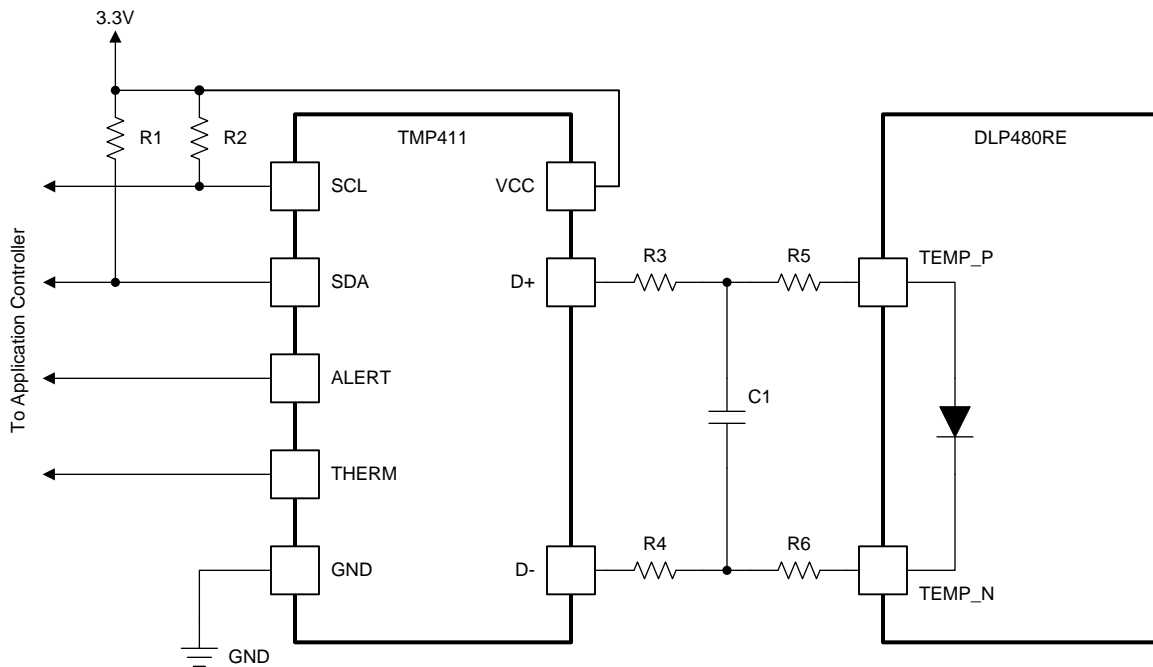 3.3V
R1
R2
TMP411
DLP480RE
SCL
VCC
R3
R5
TEMP_P
SDA
D+
To Application Controller
ALERT
C1
THERM
R4
R6
GND
D-
TEMP_N
GND